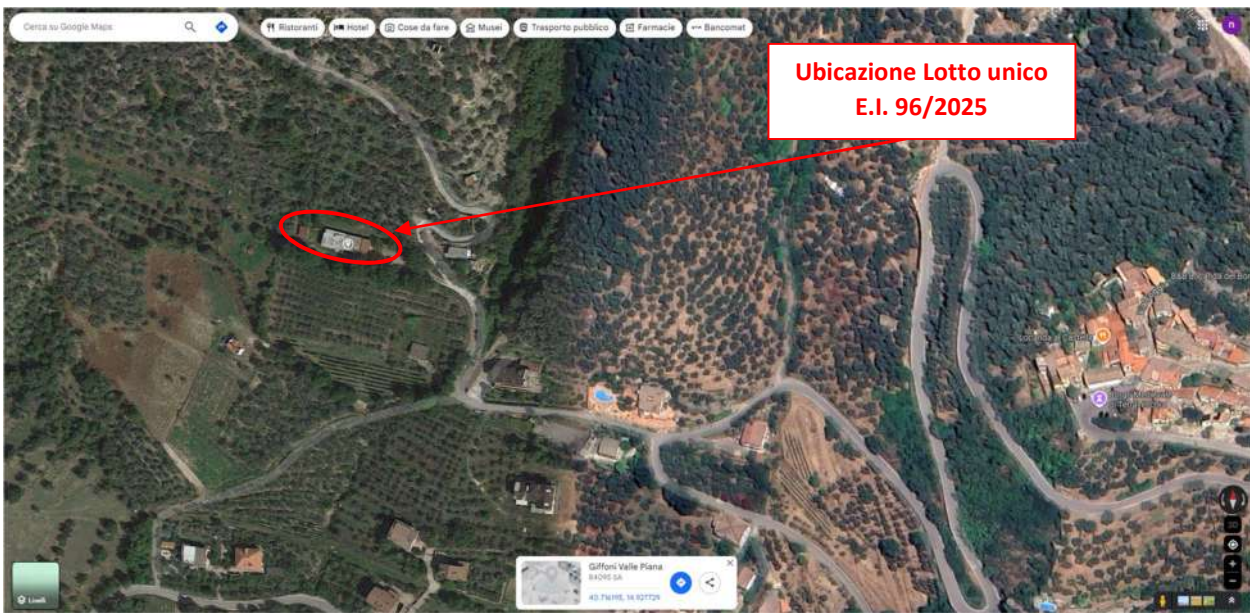 Cerca su Google Maps
Ristoranti
Hotel
Cose da fare
Musei
Trasporto pubblico
Farmacie
Bancomat
n
Ubicazione Lotto unico
E.I. 96/2025
Giffoni Valle Piana
84095 SA
Livelli
3D